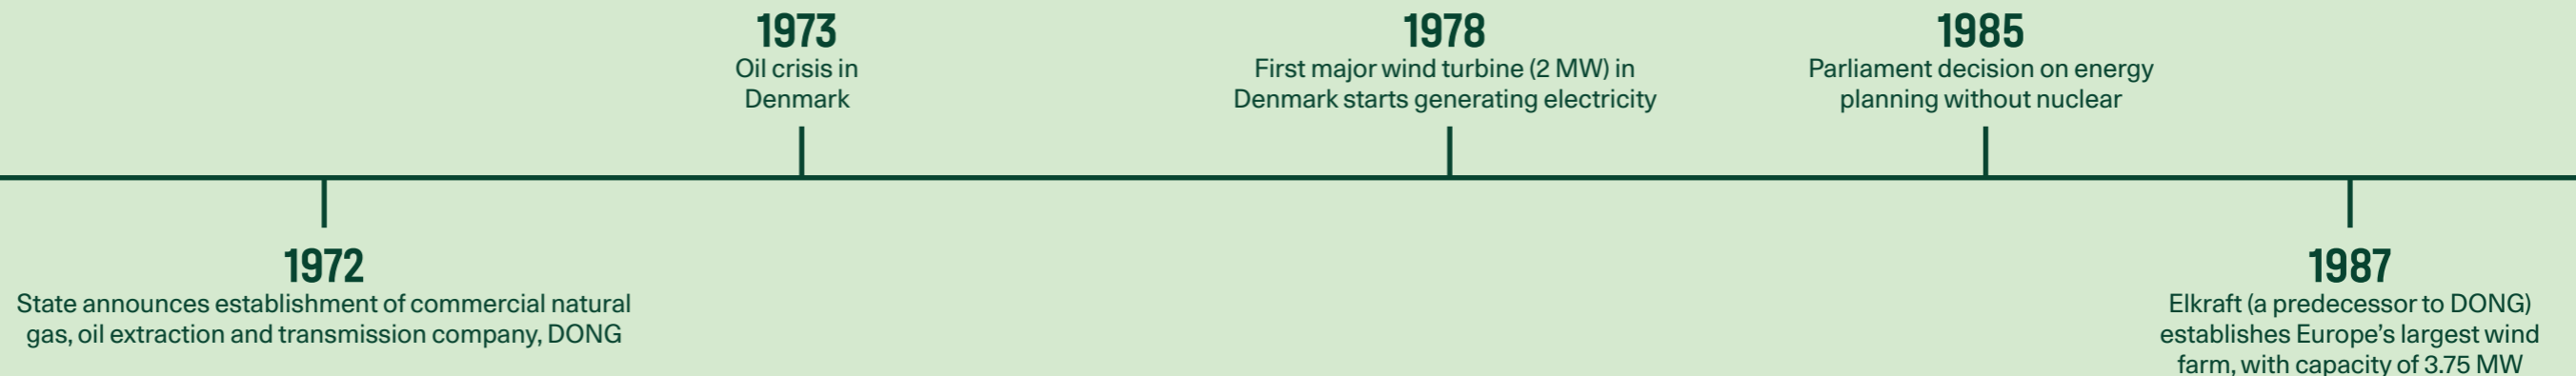 1972
State announces establishment of commercial natural
gas, oil extraction and transmission company, DONG
1973
Oil crisis in
Denmark
1978
First major wind turbine (2 MW) in
Denmark starts generating electricity
1985
Parliament decision on energy
planning without nuclear
1987
Elkraft (a predecessor to DONG)
establishes Europe’s largest wind
farm, with capacity of 3.75 MW